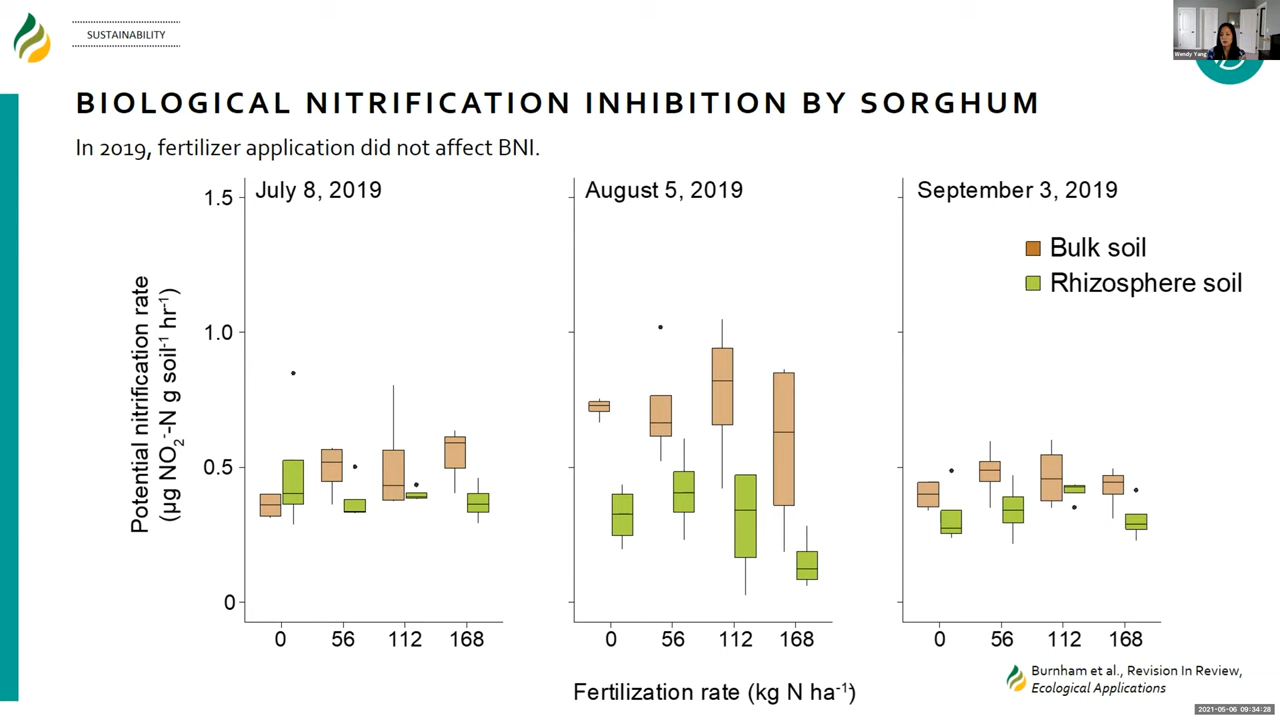 SUSTAINABILITY
Wendy Yang
BIOLOGICAL NITRIFICATION INHIBITION BY SORGHUM
In 2019, fertilizer application did not affect BNI.
July 8, 2019
August 5, 2019
September 3, 2019
Bulk soil
Rhizosphere soil
Potential nitrification rate
(µg NO₂⁻-N g soil⁻¹ hr⁻¹)
1.5
1.0
0.5
0
0 56 112 168
0 56 112 168
0 56 112 168
Fertilization rate (kg N ha⁻¹)
Burnham et al., Revision In Review,
Ecological Applications
2021-05-06 09:34:28